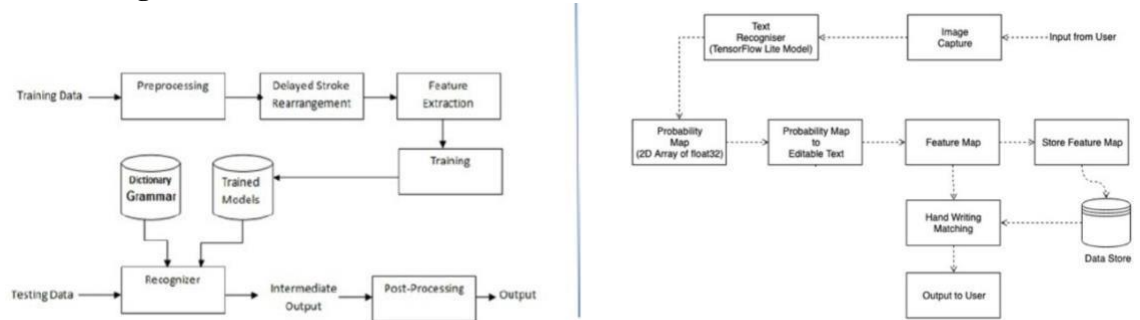 Training Data
Preprocessing
Delayed Stroke
Rearrangement
Feature
Extraction
Training
Dictionary
Grammar
Trained
Models
Testing Data
Recognizer
Intermediate
Output
Post-Processing
Output
Input from User
Image
Capture
Text
Recogniser
(TensorFlow Lite Model)
Probability
Map
(2D Array of float32)
Probability Map
to
Editable Text
Feature Map
Store Feature Map
Hand Writing
Matching
Data Store
Output to User